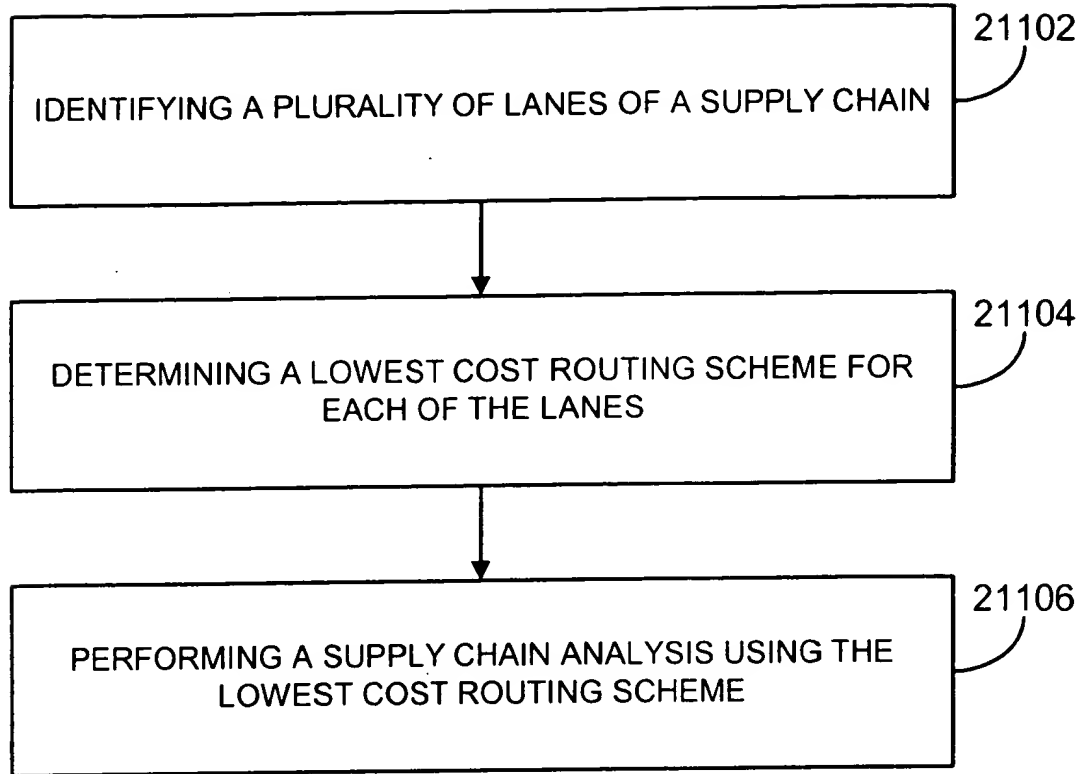 21102
IDENTIFYING A PLURALITY OF LANES OF A SUPPLY CHAIN
21104
DETERMINING A LOWEST COST ROUTING SCHEME FOR
EACH OF THE LANES
21106
PERFORMING A SUPPLY CHAIN ANALYSIS USING THE
LOWEST COST ROUTING SCHEME